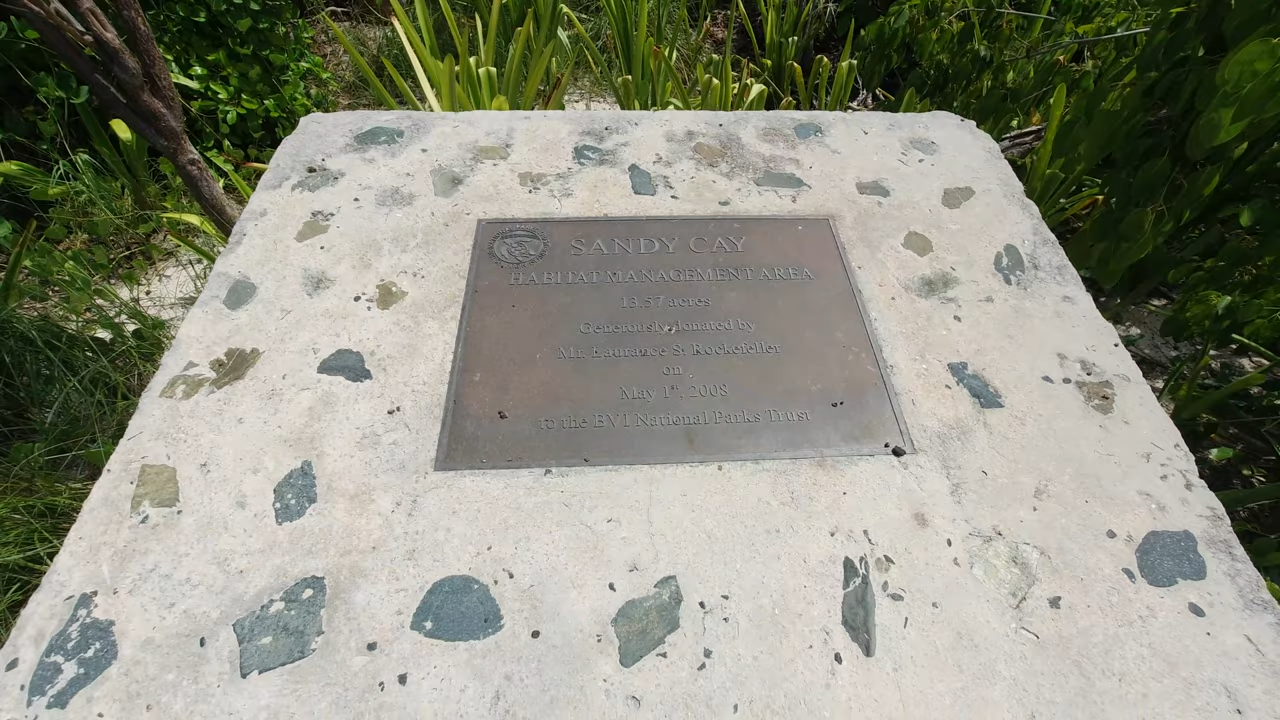 SANDY CAY
HABITAT MANAGEMENT AREA
13.57 acres
Generously donated by
Mr. Laurance S. Rockefeller
on
May 1st, 2008
to the BVI National Parks Trust